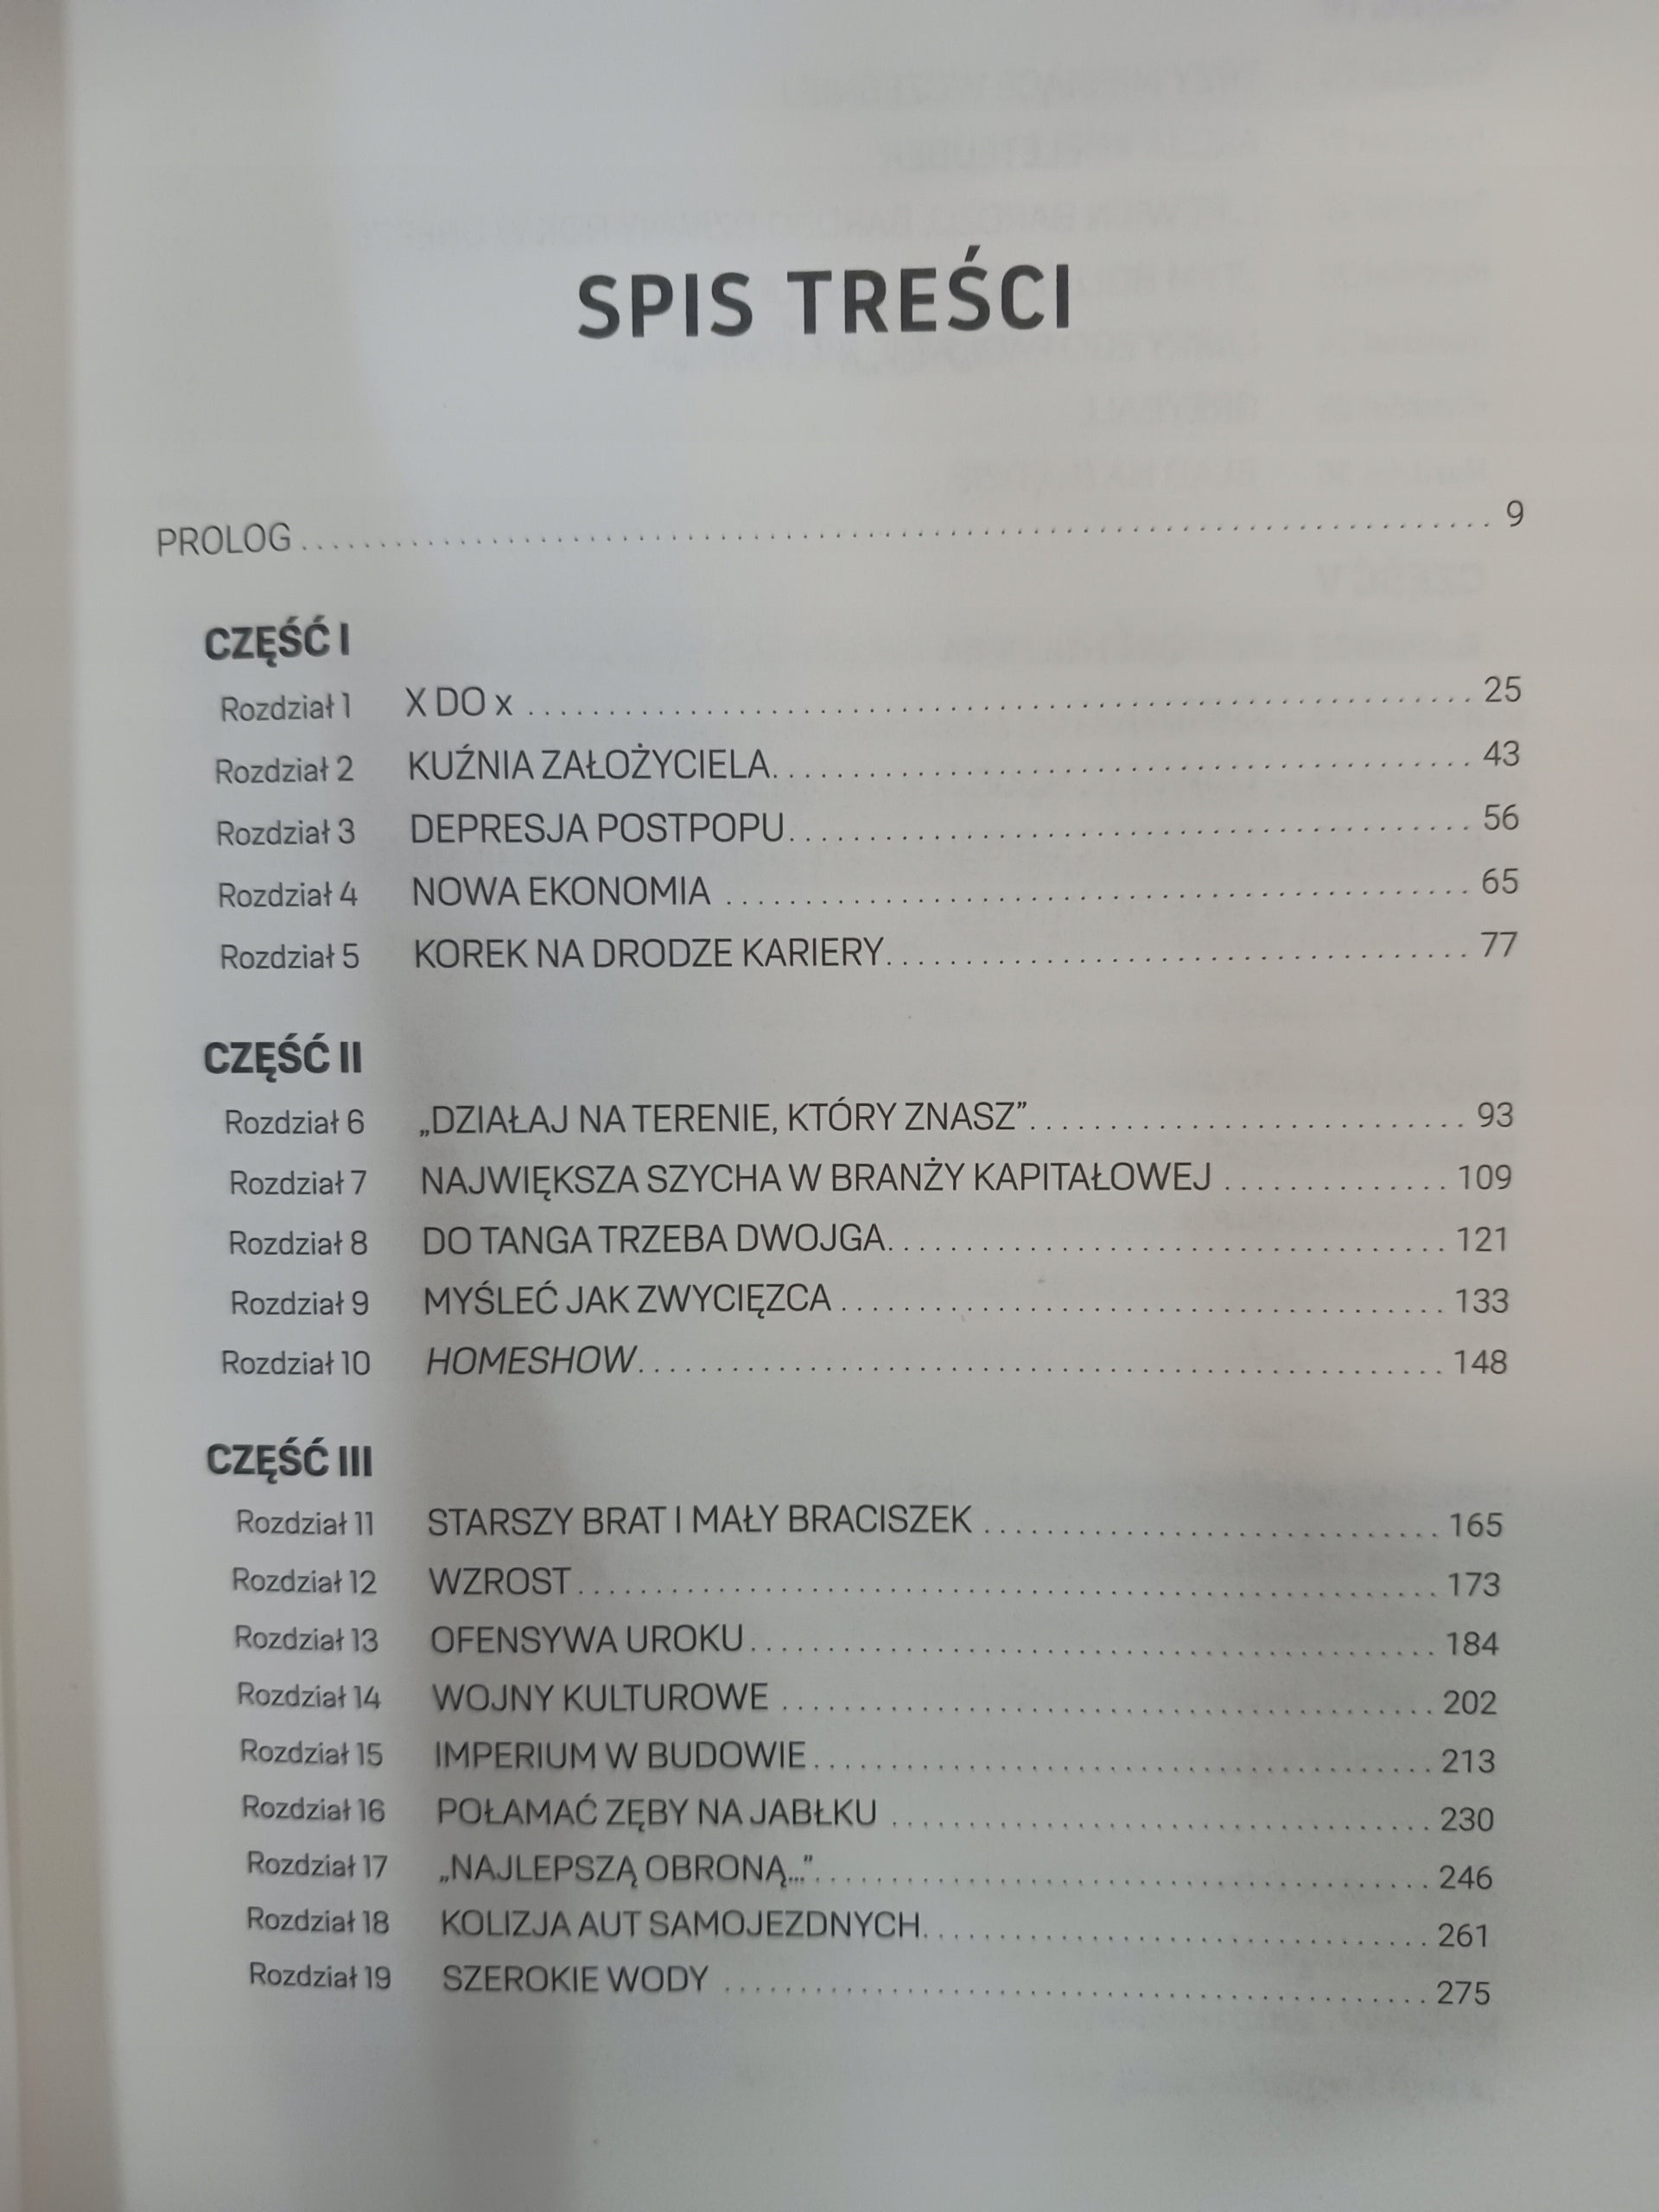 SPIS TREŚCI
PROLOG 9
CZĘŚĆ I
Rozdział 1 X DO x 25
Rozdział 2 KUŹNIA ZAŁOŻYCIELA 43
Rozdział 3 DEPRESJA POSTPOPU 56
Rozdział 4 NOWA EKONOMIA 65
Rozdział 5 KOREK NA DRODZE KARIERY 77
CZĘŚĆ II
Rozdział 6 „DZIAŁAJ NA TERENIE, KTÓRY ZNASZ” 93
Rozdział 7 NAJWIĘKSZA SZYCHA W BRANŻY KAPITAŁOWEJ 109
Rozdział 8 DO TANGA TRZEBA DWOJGA 121
Rozdział 9 MYŚLEĆ JAK ZWYCIĘZCA 133
Rozdział 10 HOMESHOW 148
CZĘŚĆ III
Rozdział 11 STARSZY BRAT I MAŁY BRACISZEK 165
Rozdział 12 WZROST 173
Rozdział 13 OFENSYWA UROKU 184
Rozdział 14 WOJNY KULTUROWE 202
Rozdział 15 IMPERIUM W BUDOWIE 213
Rozdział 16 POŁAMAĆ ZĘBY NA JABŁKU 230
Rozdział 17 „NAJLEPSZĄ OBRONĄ...” 246
Rozdział 18 KOLIZJA AUT SAMOJEZDNYCH 261
Rozdział 19 SZEROKIE WODY 275